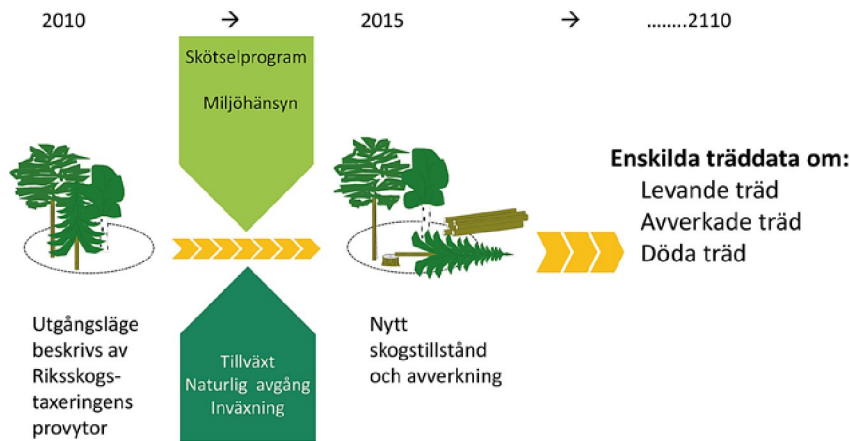 2010 → 2015 → ........2110
Skötselprogram
Miljöhänsyn
Enskilda träddata om:
Levande träd
Avverkade träd
Döda träd
Utgångsläge
beskrivs av
Riksskogs-
taxeringens
provytor
Tillväxt
Naturlig avgång
Inväxning
Nytt
skogstillstånd
och avverkning